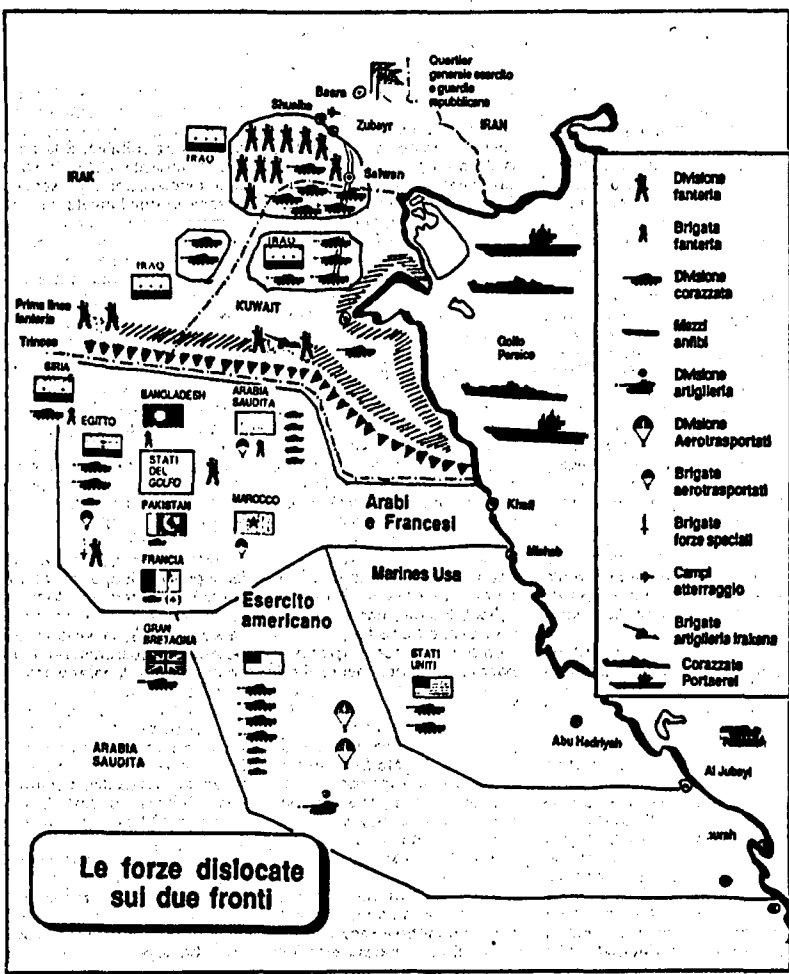 Quartier
generale esercito
e guardie
repubblicane
Basra
Shuaiba
Zubayr
IRAN
IRAQ
IRAK
Safwan
IRAQ
IRAQ
KUWAIT
Prima linea
fanteria
Trincee
Golfo
Persico
SIRIA
EGITTO
BANGLADESH
ARABIA
SAUDITA
STATI
DEL
GOLFO
PAKISTAN
MAROCCO
FRANCIA
(+)
Arabi
e Francesi
Khafi
Mishab
Marines Usa
Esercito
americano
GRAN
BRETAGNA
STATI
UNITI
ARABIA
SAUDITA
Abu Hadriyah
Al Jubayl
Divisione
fanteria
Brigata
fanteria
Divisione
corazzata
Mezzi
anfibi
Divisione
artiglieria
Divisione
Aerotrasportati
Brigata
aerotrasportati
Brigate
forze speciali
Campi
atterraggio
Brigate
artiglieria irakena
Corazzate
Portaerei
Le forze dislocate
sui due fronti